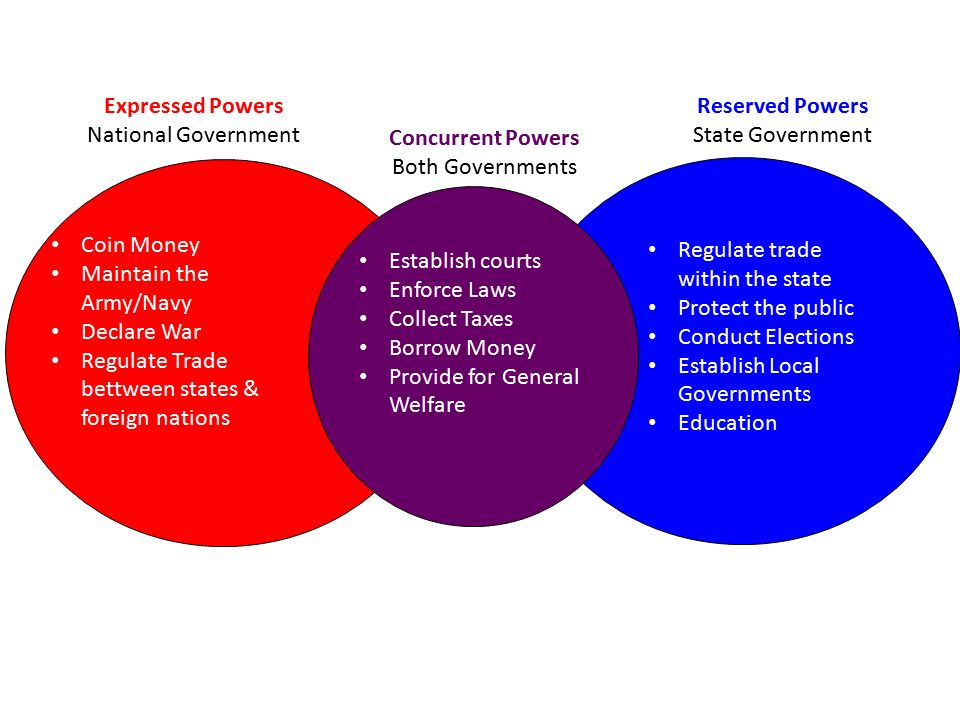 Expressed Powers
National Government
Concurrent Powers
Both Governments
Reserved Powers
State Government
• Coin Money
• Maintain the
Army/Navy
• Declare War
• Regulate Trade
bettween states &
foreign nations
• Establish courts
• Enforce Laws
• Collect Taxes
• Borrow Money
• Provide for General
Welfare
• Regulate trade
within the state
• Protect the public
• Conduct Elections
• Establish Local
Governments
• Education